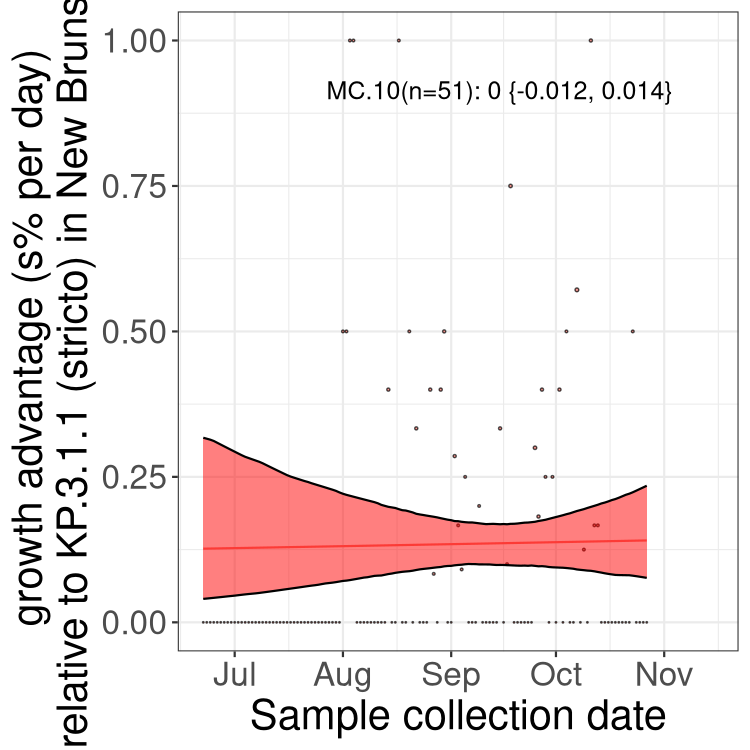 growth advantage (s% per day)
relative to KP.3.1.1 (stricto) in New Bruns
1.00
0.75
0.50
0.25
0.00
MC.10(n=51): 0 {-0.012, 0.014}
Jul Aug Sep Oct Nov
Sample collection date